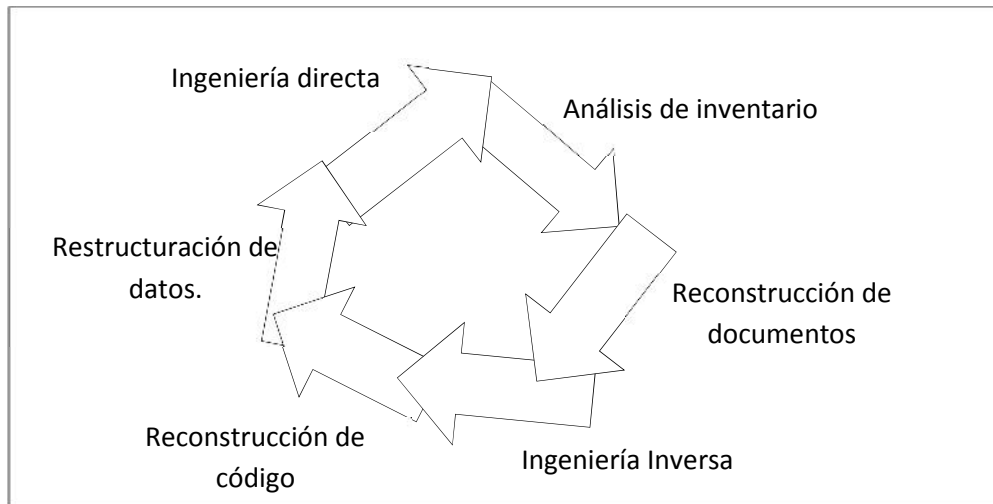 Ingeniería directa
Análisis de inventario
Restructuración de
datos.
Reconstrucción de
documentos
Reconstrucción de
código
Ingeniería Inversa